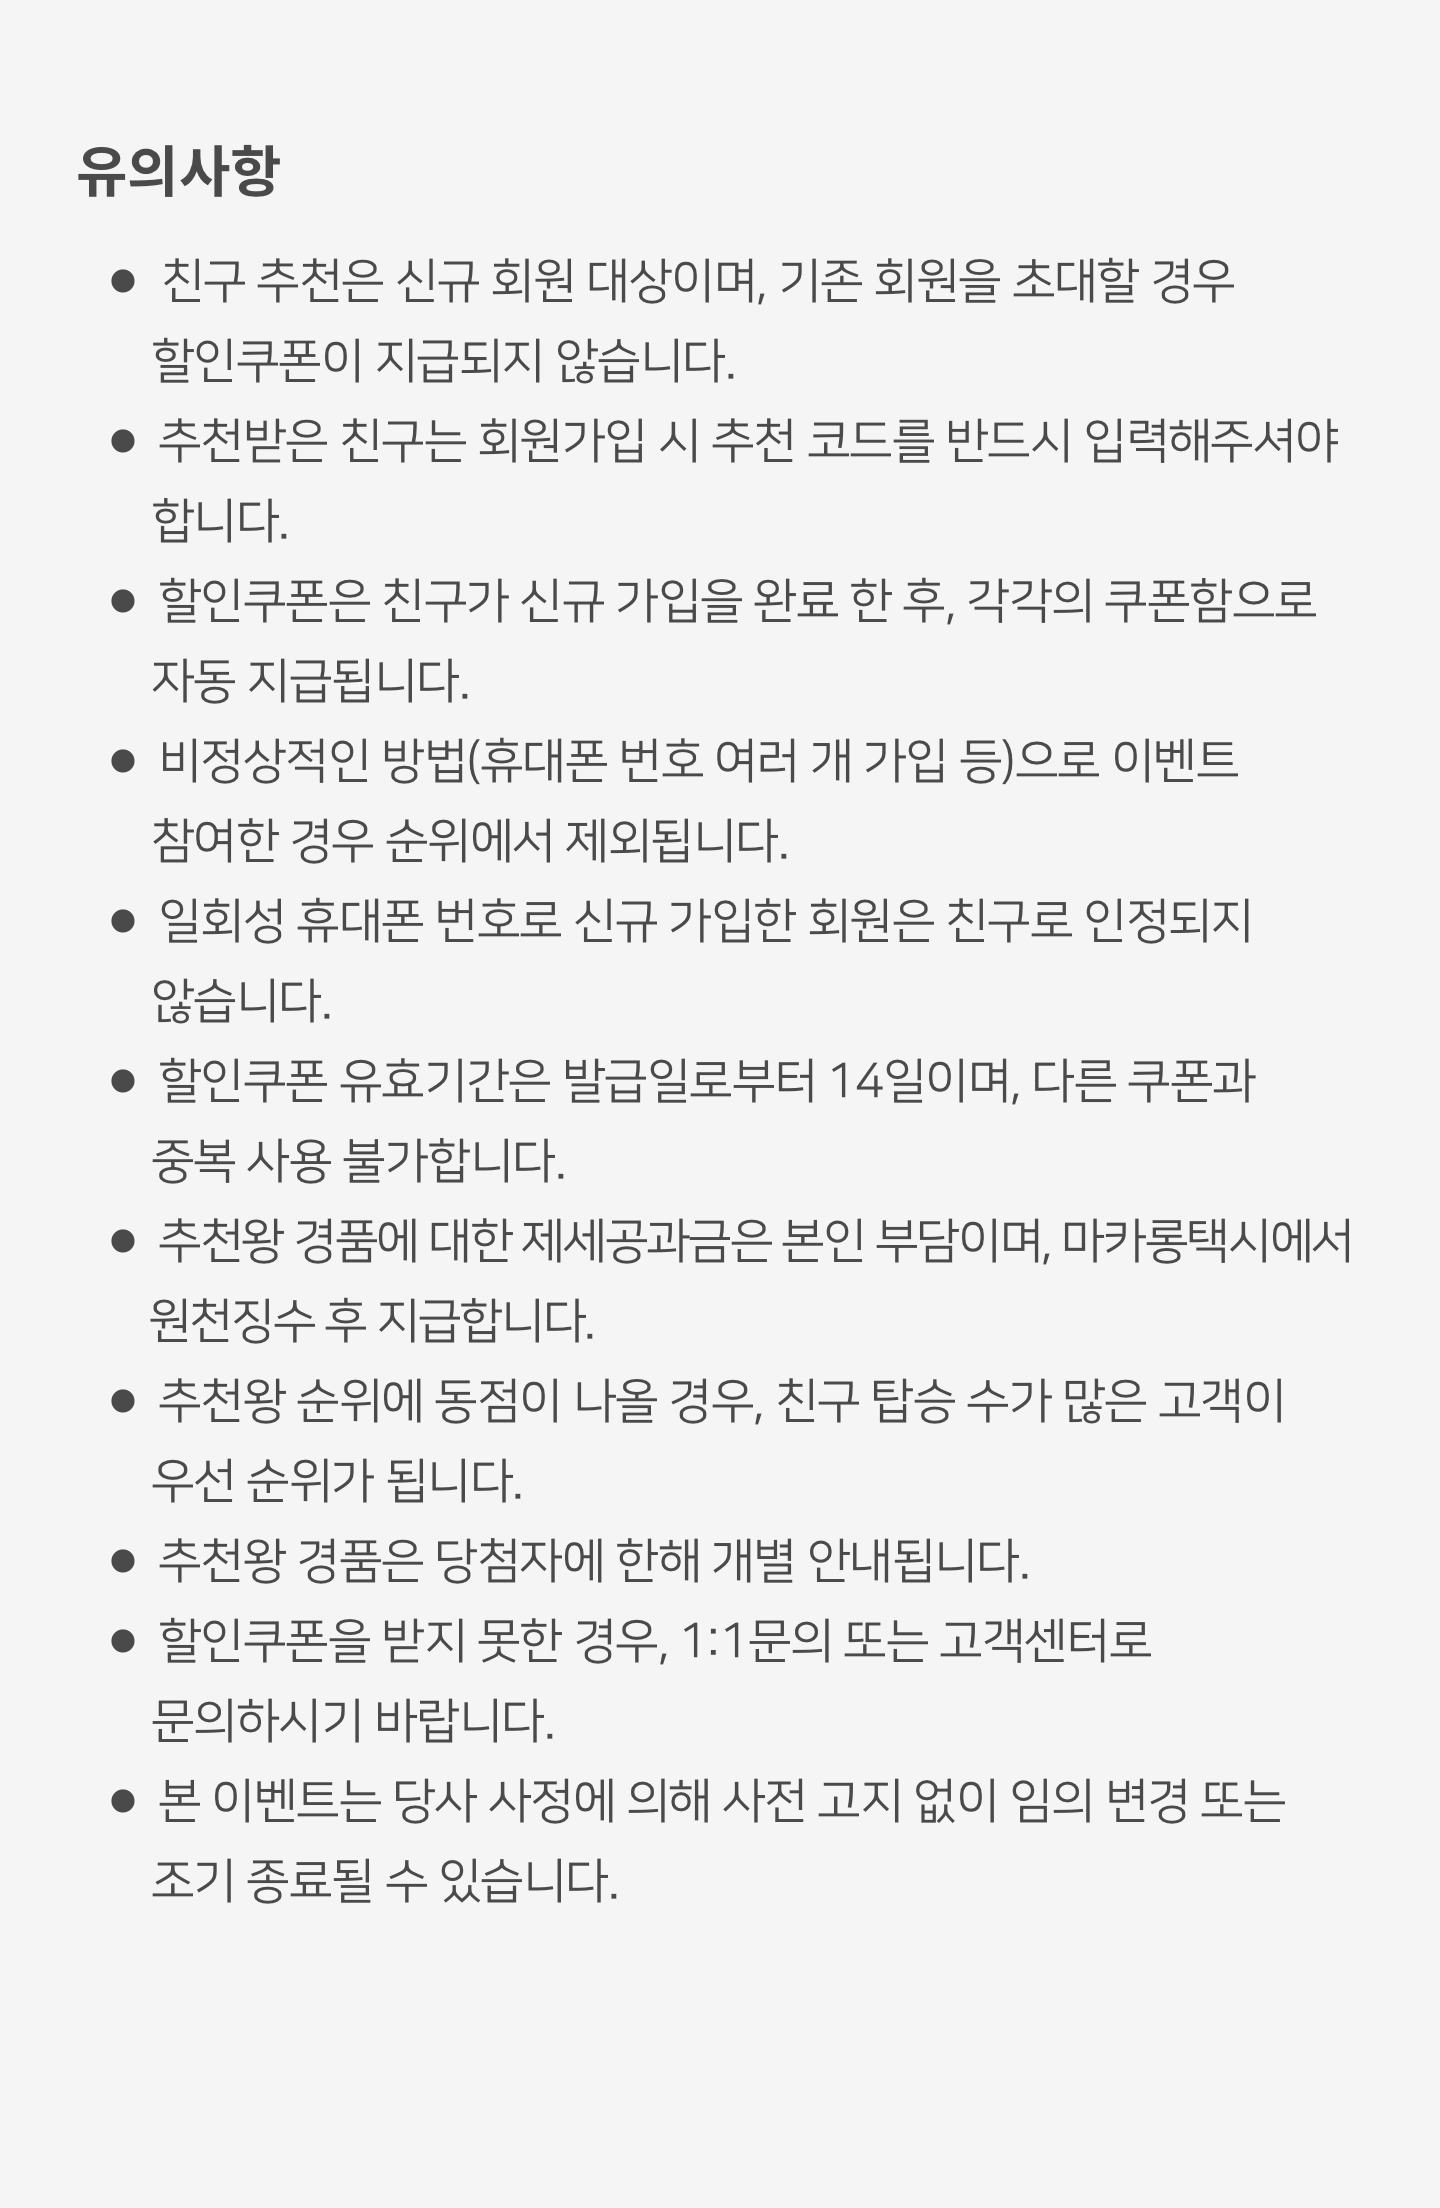 유의사항
● 친구 추천은 신규 회원 대상이며, 기존 회원을 초대할 경우
할인쿠폰이 지급되지 않습니다.
● 추천받은 친구는 회원가입 시 추천 코드를 반드시 입력해주셔야
합니다.
● 할인쿠폰은 친구가 신규 가입을 완료 한 후, 각각의 쿠폰함으로
자동 지급됩니다.
● 비정상적인 방법(휴대폰 번호 여러 개 가입 등)으로 이벤트
참여한 경우 순위에서 제외됩니다.
● 일회성 휴대폰 번호로 신규 가입한 회원은 친구로 인정되지
않습니다.
● 할인쿠폰 유효기간은 발급일로부터 14일이며, 다른 쿠폰과
중복 사용 불가합니다.
● 추천왕 경품에 대한 제세공과금은 본인 부담이며, 마카롱택시에서
원천징수 후 지급합니다.
● 추천왕 순위에 동점이 나올 경우, 친구 탑승 수가 많은 고객이
우선 순위가 됩니다.
● 추천왕 경품은 당첨자에 한해 개별 안내됩니다.
● 할인쿠폰을 받지 못한 경우, 1:1문의 또는 고객센터로
문의하시기 바랍니다.
● 본 이벤트는 당사 사정에 의해 사전 고지 없이 임의 변경 또는
조기 종료될 수 있습니다.